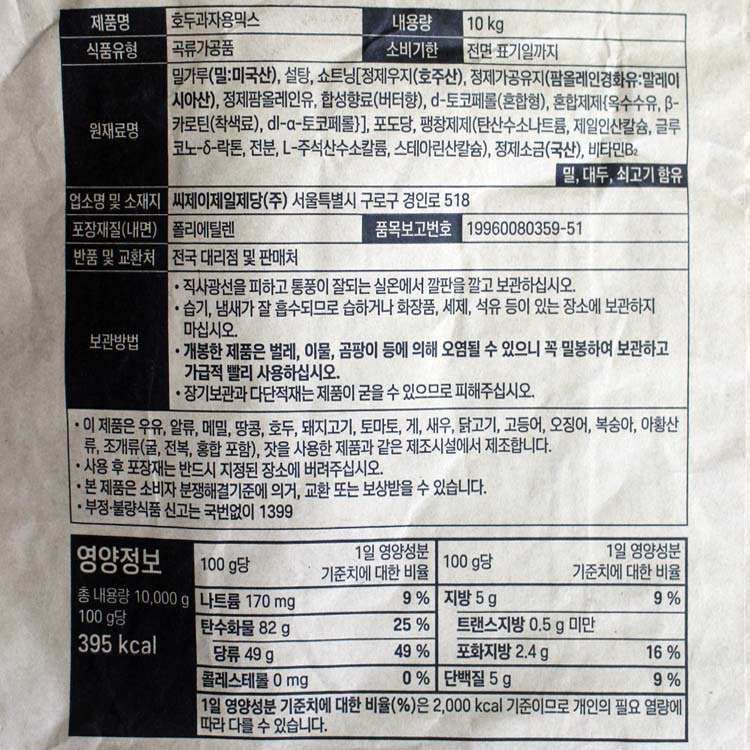 제품명 호두과자용믹스 내용량 10 kg
식품유형 곡류가공품 소비기한 전면 표기일까지
원재료명
밀가루(밀:미국산), 설탕, 쇼트닝[정제우지(호주산), 정제가공유지(팜올레인경화유:말레이
시아산), 정제팜올레인유, 합성향료(버터향), d-토코페롤(혼합형), 혼합제제{옥수수유, β-
카로틴(착색료), dl-α-토코페롤}], 포도당, 팽창제제(탄산수소나트륨, 제일인산칼슘, 글루
코노-δ-락톤, 전분, L-주석산수소칼륨, 스테아린산칼슘), 정제소금(국산), 비타민B₂
밀, 대두, 쇠고기 함유
업소명 및 소재지 씨제이제일제당(주) 서울특별시 구로구 경인로 518
포장재질(내면) 폴리에틸렌 품목보고번호 19960080359-51
반품 및 교환처 전국 대리점 및 판매처
보관방법
• 직사광선을 피하고 통풍이 잘되는 실온에서 깔판을 깔고 보관하십시오.
• 습기, 냄새가 잘 흡수되므로 습하거나 화장품, 세제, 석유 등이 있는 장소에 보관하지
마십시오.
• 개봉한 제품은 벌레, 이물, 곰팡이 등에 의해 오염될 수 있으니 꼭 밀봉하여 보관하고
가급적 빨리 사용하십시오.
• 장기보관과 다단적재는 제품이 굳을 수 있으므로 피해주십시오.
• 이 제품은 우유, 알류, 메밀, 땅콩, 호두, 돼지고기, 토마토, 게, 새우, 닭고기, 고등어, 오징어, 복숭아, 아황산
류, 조개류(굴, 전복, 홍합 포함), 잣을 사용한 제품과 같은 제조시설에서 제조합니다.
• 사용 후 포장재는 반드시 지정된 장소에 버려주십시오.
• 본 제품은 소비자 분쟁해결기준에 의거, 교환 또는 보상받을 수 있습니다.
• 부정·불량식품 신고는 국번없이 1399
영양정보
총 내용량 10,000 g
100 g당
395 kcal
100 g당 1일 영양성분 기준치에 대한 비율 100 g당 1일 영양성분 기준치에 대한 비율
나트륨 170 mg 9 % 지방 5 g 9 %
탄수화물 82 g 25 % 트랜스지방 0.5 g 미만
당류 49 g 49 % 포화지방 2.4 g 16 %
콜레스테롤 0 mg 0 % 단백질 5 g 9 %
1일 영양성분 기준치에 대한 비율(%)은 2,000 kcal 기준이므로 개인의 필요 열량에
따라 다를 수 있습니다.